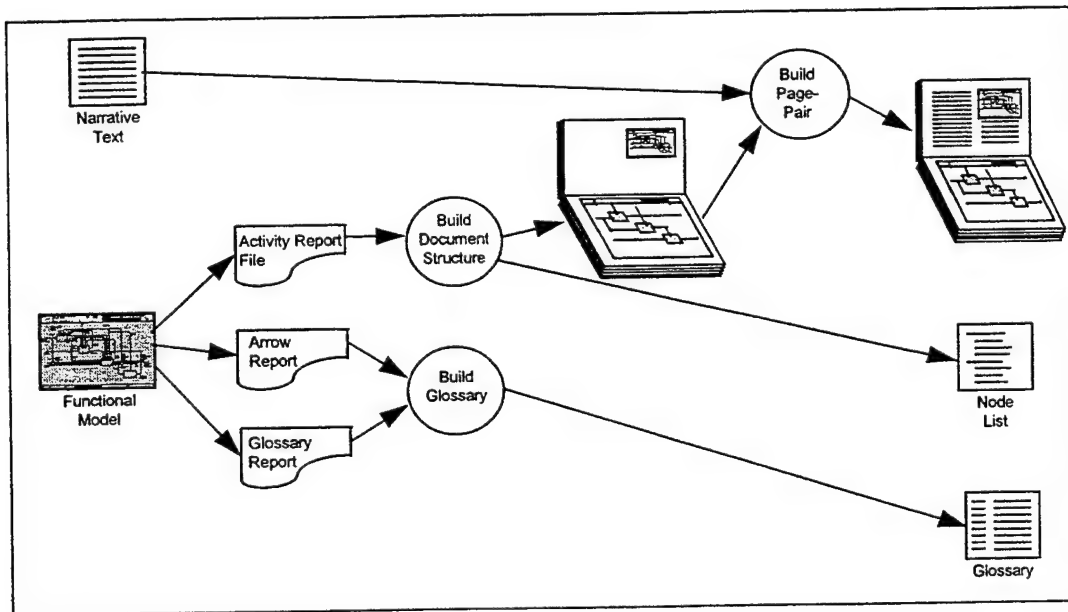 Narrative
Text
Build
Page-
Pair
Activity Report
File
Build
Document
Structure
Functional
Model
Arrow
Report
Build
Glossary
Glossary
Report
Node
List
Glossary